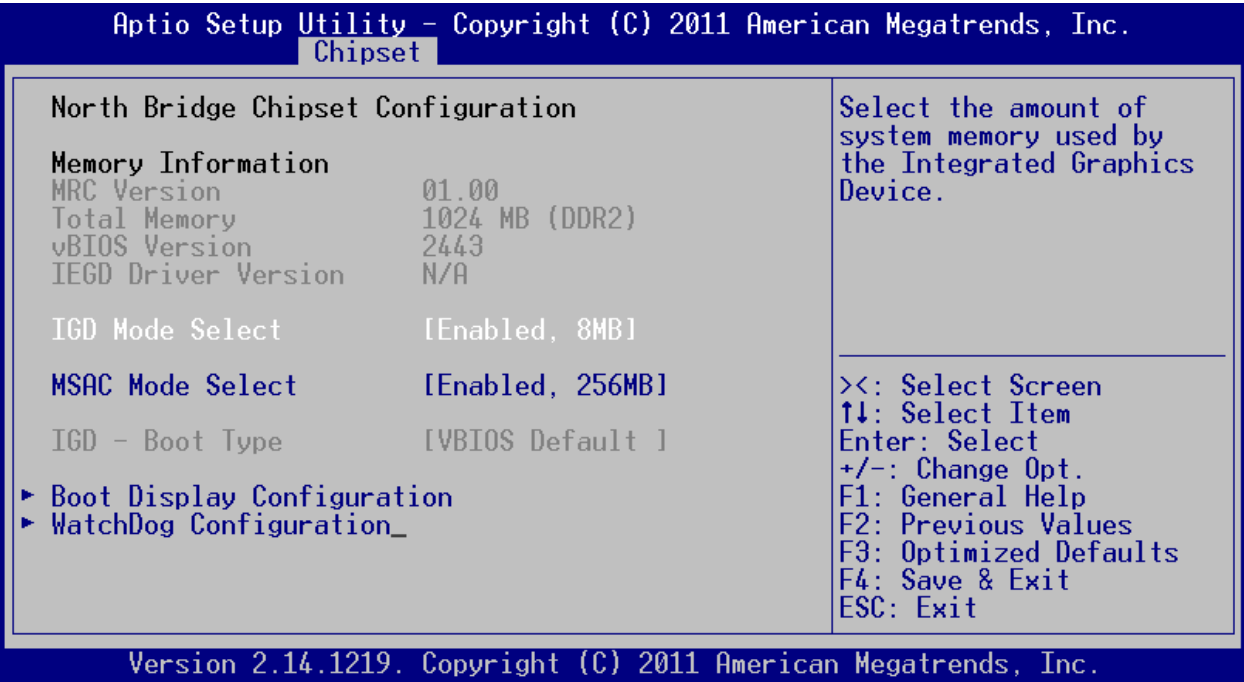 Aptio Setup Utility – Copyright (C) 2011 American Megatrends, Inc.
Chipset
North Bridge Chipset Configuration
Memory Information
MRC Version 01.00
Total Memory 1024 MB (DDR2)
vBIOS Version 2443
IEGD Driver Version N/A
IGD Mode Select [Enabled, 8MB]
MSAC Mode Select [Enabled, 256MB]
IGD – Boot Type [VBIOS Default ]
► Boot Display Configuration
► WatchDog Configuration_
Select the amount of
system memory used by
the Integrated Graphics
Device.
><: Select Screen
↑↓: Select Item
Enter: Select
+/-: Change Opt.
F1: General Help
F2: Previous Values
F3: Optimized Defaults
F4: Save & Exit
ESC: Exit
Version 2.14.1219. Copyright (C) 2011 American Megatrends, Inc.